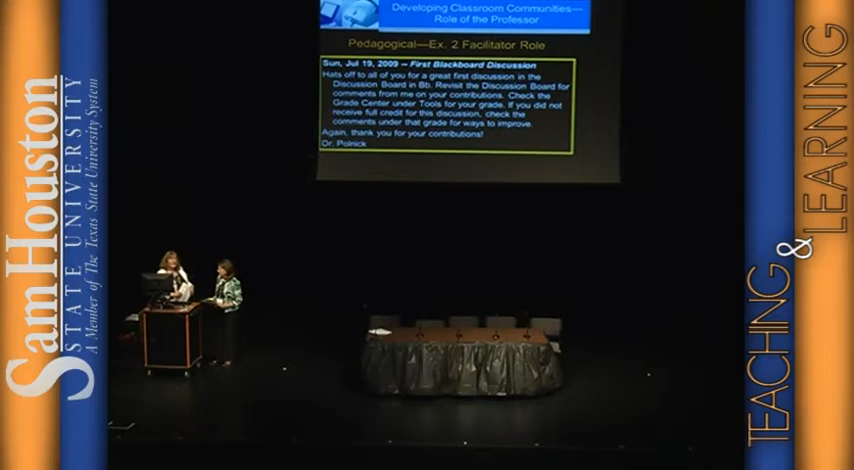 Sam Houston
STATE UNIVERSITY
A Member of The Texas State University System
Developing Classroom Communities—
Role of the Professor
Pedagogical—Ex. 2 Facilitator Role
Sun, Jul 19, 2009 – First Blackboard Discussion
Hats off to all of you for a great first discussion in the
Discussion Board in Bb. Revisit the Discussion Board for
comments from me on your contributions. Check the
Grade Center under Tools for your grade. If you did not
receive full credit for this discussion, check the
comments under that grade for ways to improve.
Again, thank you for your contributions!
Dr. Polnick
TEACHING & LEARNING